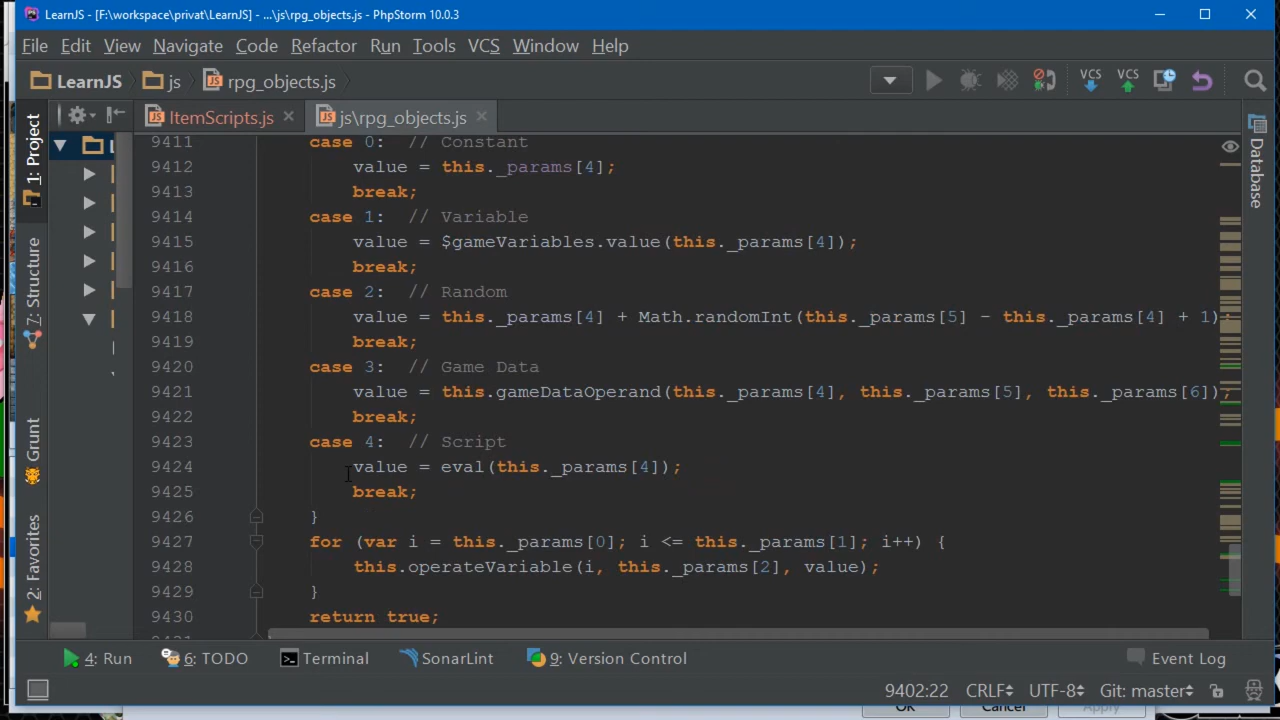 LearnJS - [F:\workspace\privat\LearnJS] - ...\js\rpg_objects.js - PhpStorm 10.0.3
File Edit View Navigate Code Refactor Run Tools VCS Window Help
LearnJS js rpg_objects.js VCS VCS
ItemScripts.js js\rpg_objects.js
1: Project
7: Structure
Grunt
2: Favorites
Database
9411 case 0: // Constant
9412 value = this._params[4];
9413 break;
9414 case 1: // Variable
9415 value = $gameVariables.value(this._params[4]);
9416 break;
9417 case 2: // Random
9418 value = this._params[4] + Math.randomInt(this._params[5] - this._params[4] + 1);
9419 break;
9420 case 3: // Game Data
9421 value = this.gameDataOperand(this._params[4], this._params[5], this._params[6]);
9422 break;
9423 case 4: // Script
9424 value = eval(this._params[4]);
9425 break;
9426 }
9427 for (var i = this._params[0]; i <= this._params[1]; i++) {
9428 this.operateVariable(i, this._params[2], value);
9429 }
9430 return true;
4: Run 6: TODO Terminal SonarLint 9: Version Control Event Log
9402:22 CRLF UTF-8 Git: master
OK Cancel Apply